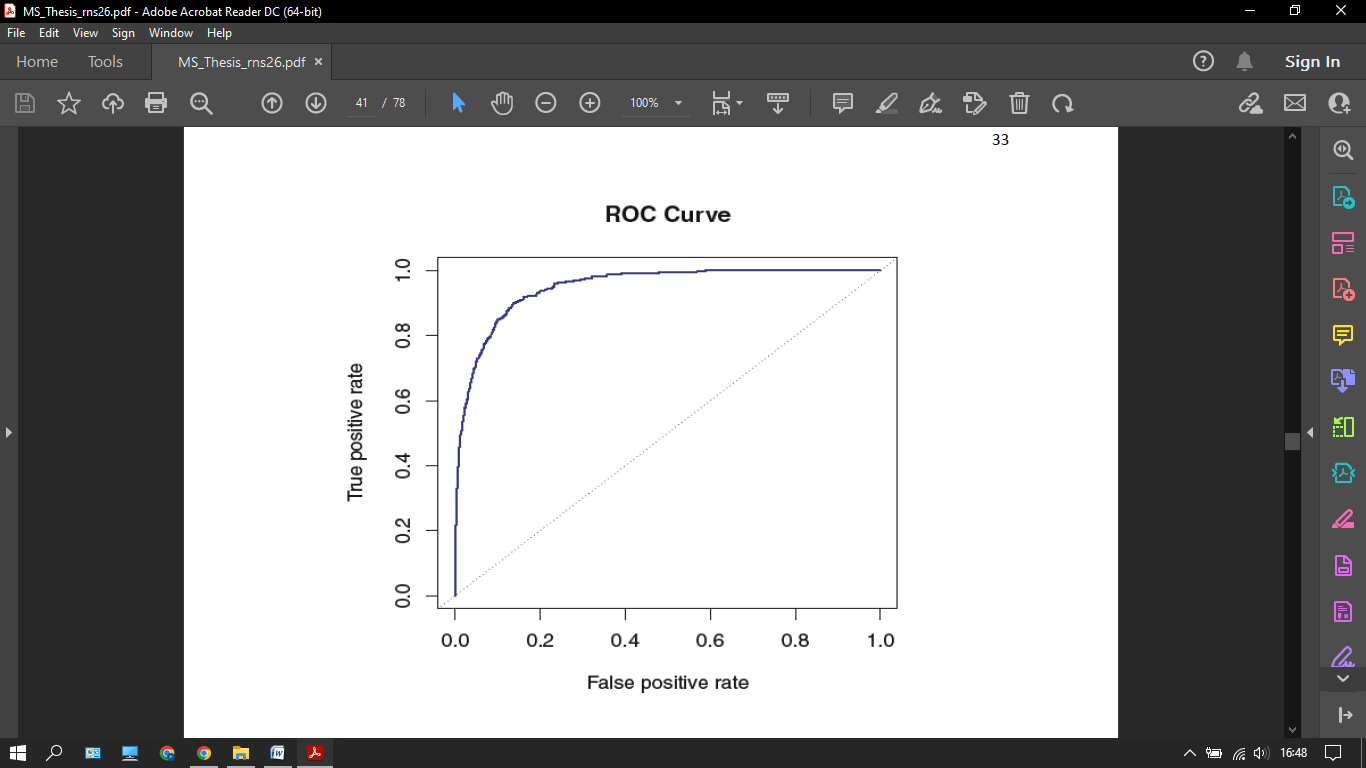 MS_Thesis_rns26.pdf - Adobe Acrobat Reader DC (64-bit)
File Edit View Sign Window Help
Home Tools MS_Thesis_rns26.pdf ×
Sign In
41 / 78
100%
33
ROC Curve
True positive rate
1.0
0.8
0.6
0.4
0.2
0.0
0.0 0.2 0.4 0.6 0.8 1.0
False positive rate
16:48